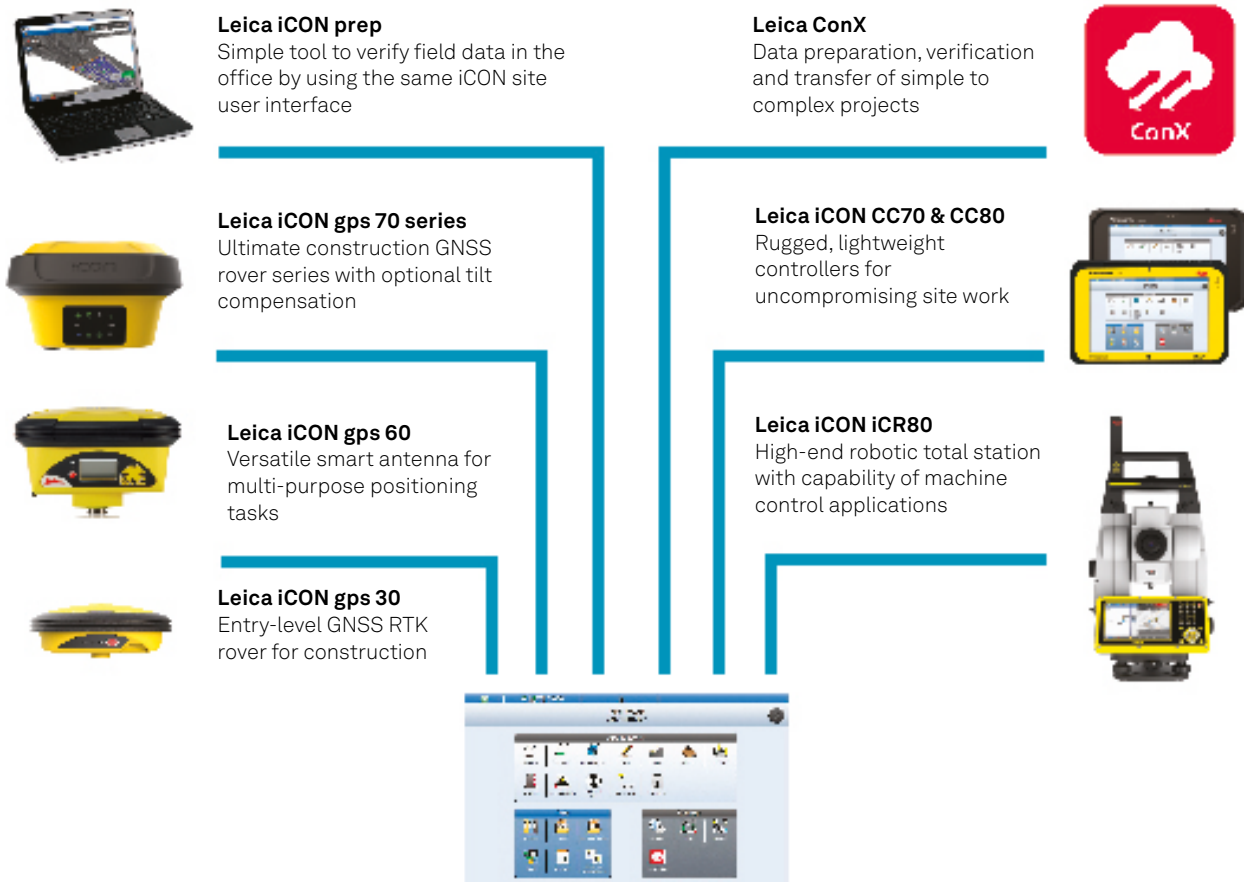 Leica iCON prep
Simple tool to verify field data in the
office by using the same iCON site
user interface
Leica iCON gps 70 series
Ultimate construction GNSS
rover series with optional tilt
compensation
Leica iCON gps 60
Versatile smart antenna for
multi-purpose positioning
tasks
Leica iCON gps 30
Entry-level GNSS RTK
rover for construction
Leica ConX
Data preparation, verification
and transfer of simple to
complex projects
ConX
Leica iCON CC70 & CC80
Rugged, lightweight
controllers for
uncompromising site work
Leica iCON iCR80
High-end robotic total station
with capability of machine
control applications